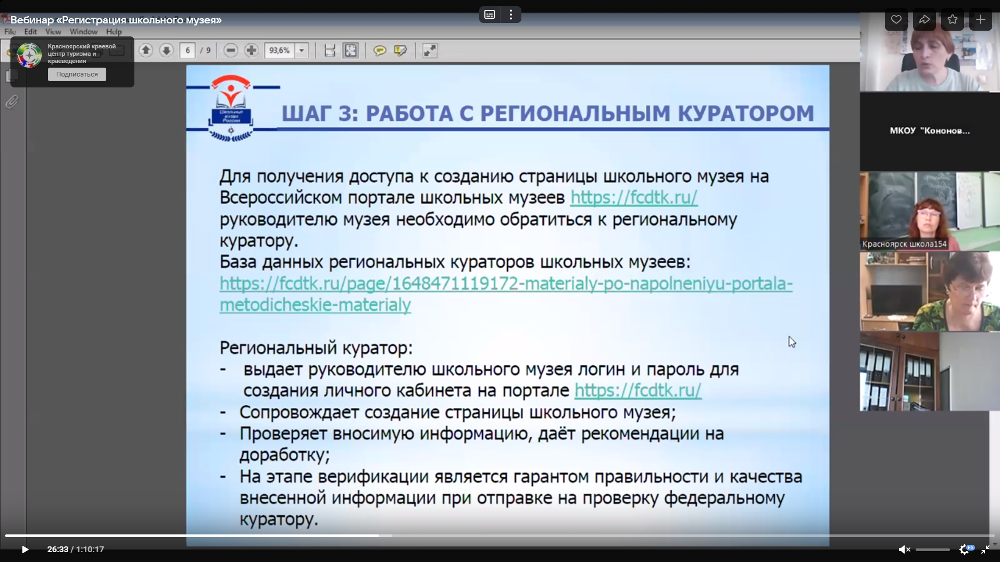 Вебинар «Регистрация школьного музея»
File Edit View Window Help
Красноярский краевой
центр туризма и
краеведения
Подписаться
6 / 9
93,6%
Школьные
музеи
России
ШАГ 3: РАБОТА С РЕГИОНАЛЬНЫМ КУРАТОРОМ
Для получения доступа к созданию страницы школьного музея на
Всероссийском портале школьных музеев https://fcdtk.ru/
руководителю музея необходимо обратиться к региональному
куратору.
База данных региональных кураторов школьных музеев:
https://fcdtk.ru/page/1648471119172-materialy-po-napolneniyu-portala-
metodicheskie-materialy
Региональный куратор:
- выдает руководителю школьного музея логин и пароль для
создания личного кабинета на портале https://fcdtk.ru/
- Сопровождает создание страницы школьного музея;
- Проверяет вносимую информацию, даёт рекомендации на
доработку;
- На этапе верификации является гарантом правильности и качества
внесенной информации при отправке на проверку федеральному
куратору.
МКОУ "Кононов...
Красноярск школа154
26:33 / 1:10:17
HD